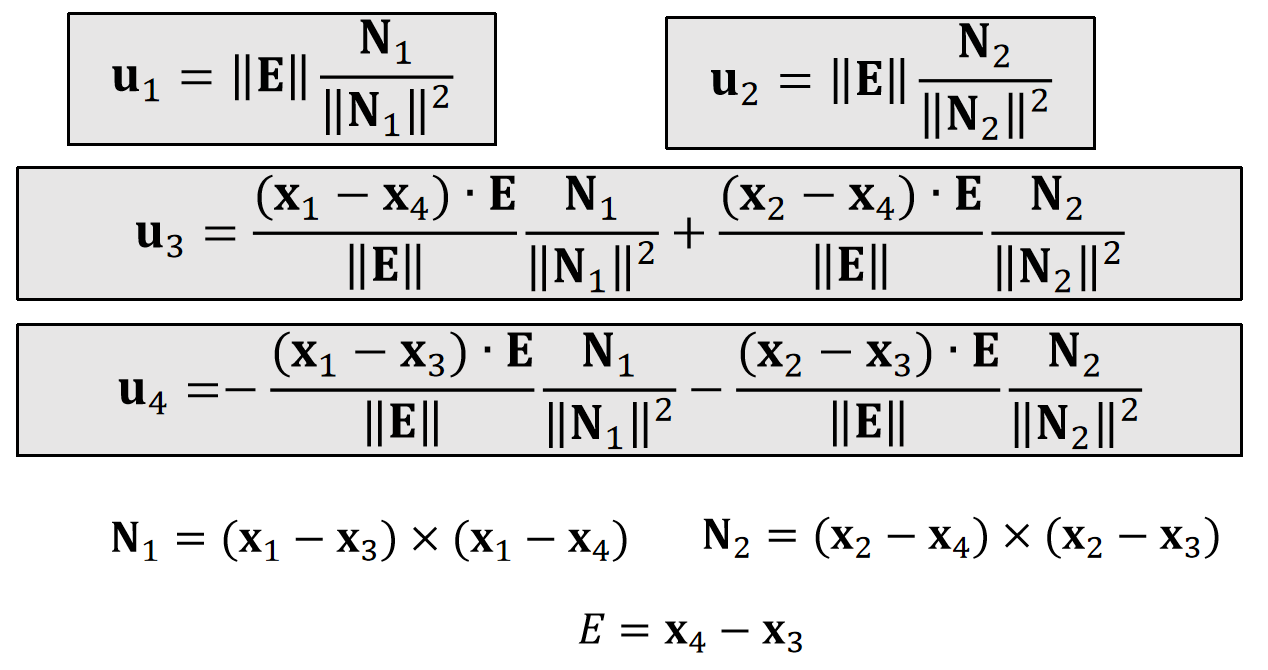 𝐮₁ = ‖𝐄‖ 𝐍₁ / ‖𝐍₁‖²
𝐮₂ = ‖𝐄‖ 𝐍₂ / ‖𝐍₂‖²
𝐮₃ = (𝐱₁ − 𝐱₄) · 𝐄 / ‖𝐄‖ 𝐍₁ / ‖𝐍₁‖² + (𝐱₂ − 𝐱₄) · 𝐄 / ‖𝐄‖ 𝐍₂ / ‖𝐍₂‖²
𝐮₄ =− (𝐱₁ − 𝐱₃) · 𝐄 / ‖𝐄‖ 𝐍₁ / ‖𝐍₁‖² − (𝐱₂ − 𝐱₃) · 𝐄 / ‖𝐄‖ 𝐍₂ / ‖𝐍₂‖²
𝐍₁ = (𝐱₁ − 𝐱₃) × (𝐱₁ − 𝐱₄)
𝐍₂ = (𝐱₂ − 𝐱₄) × (𝐱₂ − 𝐱₃)
𝐸 = 𝐱₄ − 𝐱₃